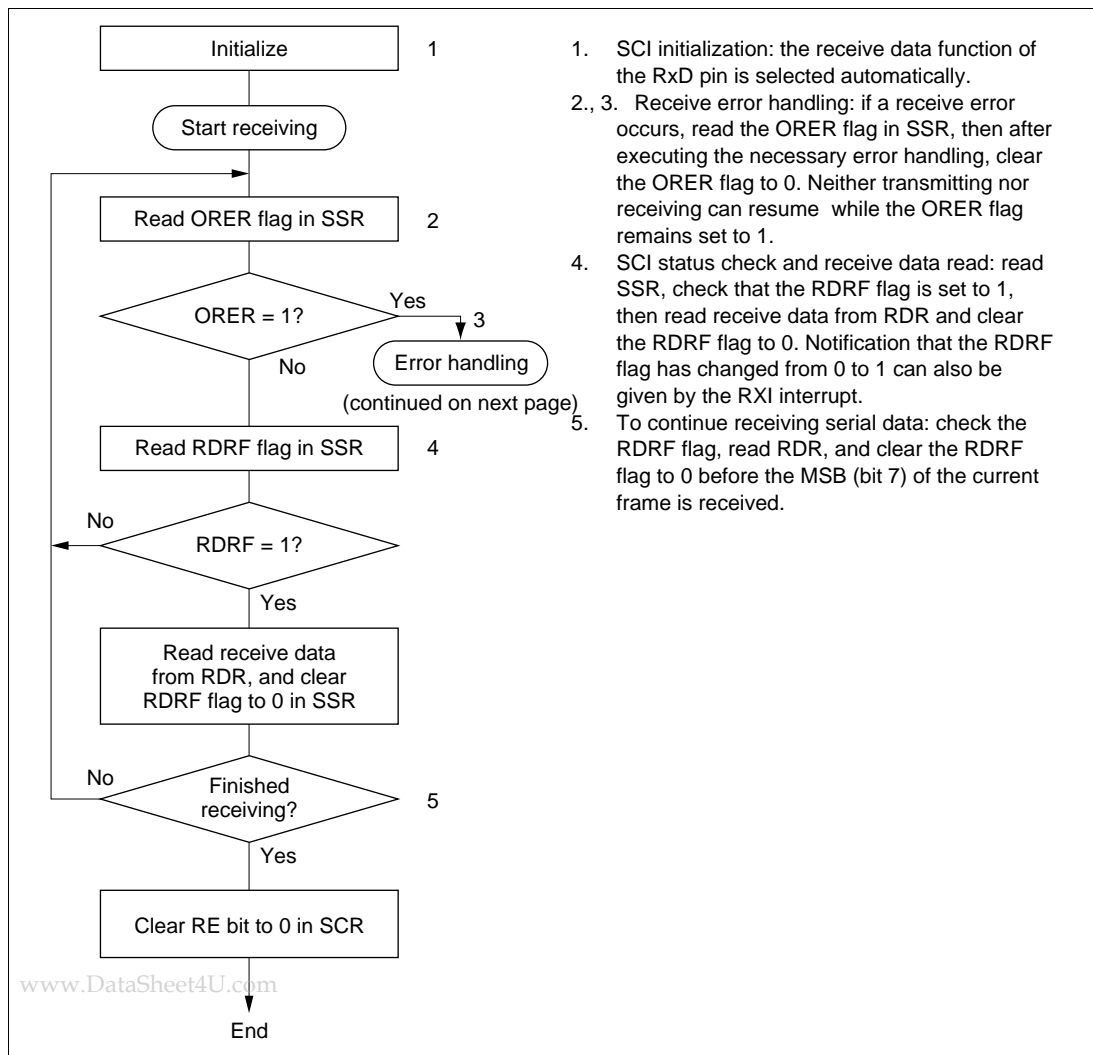 Initialize
1
Start receiving
Read ORER flag in SSR
2
ORER = 1?
Yes
3
Error handling
No
(continued on next page)
Read RDRF flag in SSR
4
No
RDRF = 1?
Yes
Read receive data
from RDR, and clear
RDRF flag to 0 in SSR
No
Finished
receiving?
5
Yes
Clear RE bit to 0 in SCR
End
1. SCI initialization: the receive data function of
the RxD pin is selected automatically.
2., 3. Receive error handling: if a receive error
occurs, read the ORER flag in SSR, then after
executing the necessary error handling, clear
the ORER flag to 0. Neither transmitting nor
receiving can resume while the ORER flag
remains set to 1.
4. SCI status check and receive data read: read
SSR, check that the RDRF flag is set to 1,
then read receive data from RDR and clear
the RDRF flag to 0. Notification that the RDRF
flag has changed from 0 to 1 can also be
given by the RXI interrupt.
5. To continue receiving serial data: check the
RDRF flag, read RDR, and clear the RDRF
flag to 0 before the MSB (bit 7) of the current
frame is received.
www.DataSheet4U.com